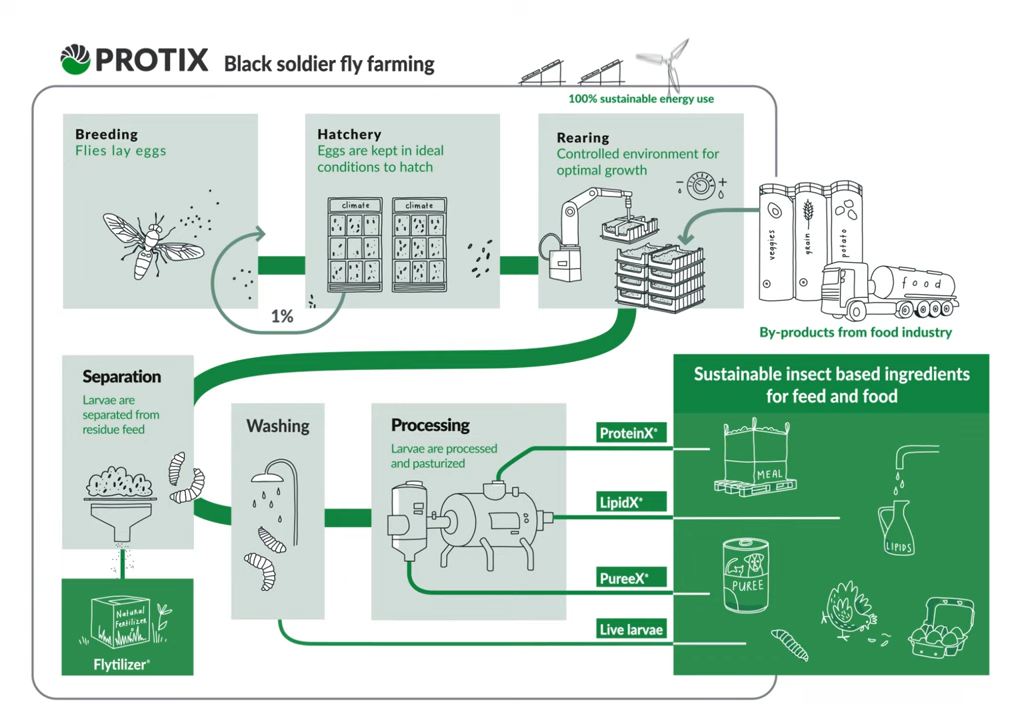 PROTIX Black soldier fly farming
100% sustainable energy use
Breeding
Flies lay eggs
Hatchery
Eggs are kept in ideal
conditions to hatch
climate
climate
1%
Rearing
Controlled environment for
optimal growth
- +
veggies
grain
potato
food
By-products from food industry
Separation
Larvae are
separated from
residue feed
Natural
Fertilizer
Flytilizer®
Washing
Processing
Larvae are processed
and pasturized
ProteinX®
LipidX®
PureeX®
Live larvae
Sustainable insect based ingredients
for feed and food
MEAL
LIPIDS
PUREE